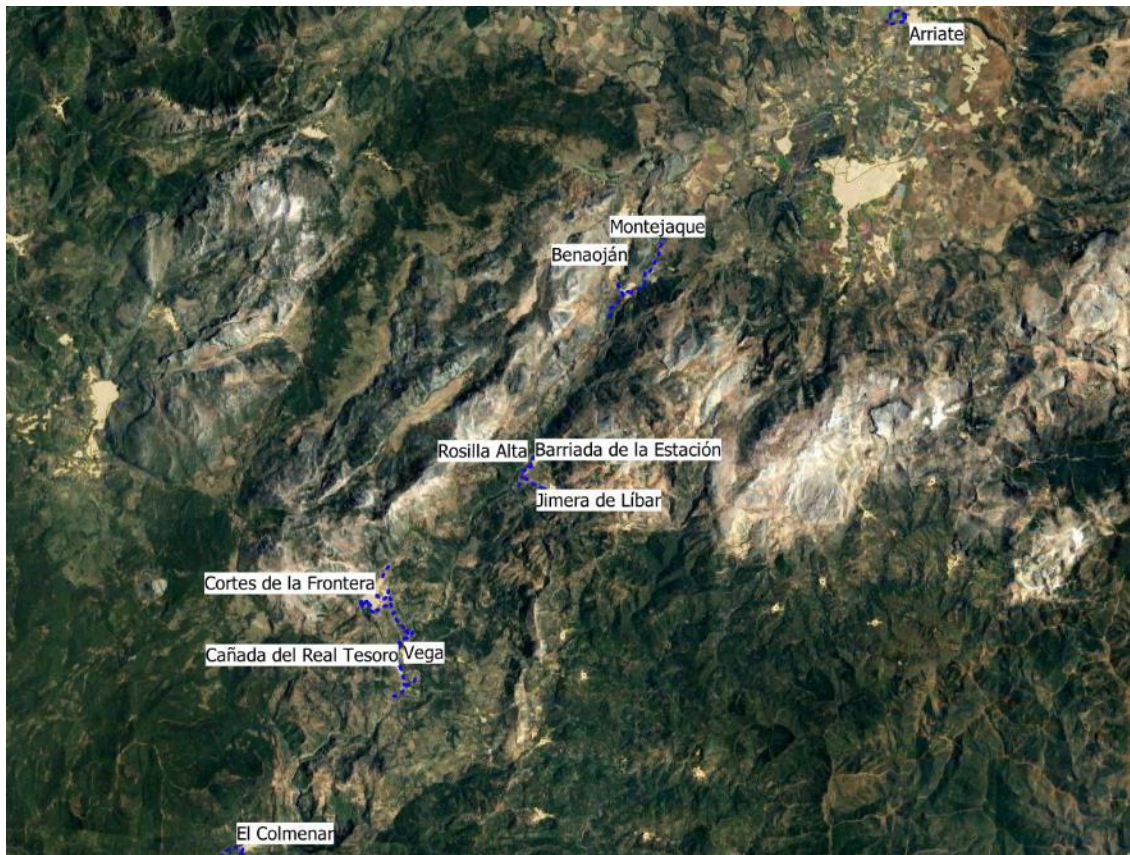 Arriate
Montejaque
Benaoján
Rosilla Alta
Barriada de la Estación
Jimera de Líbar
Cortes de la Frontera
Cañada del Real Tesoro
Vega
El Colmenar